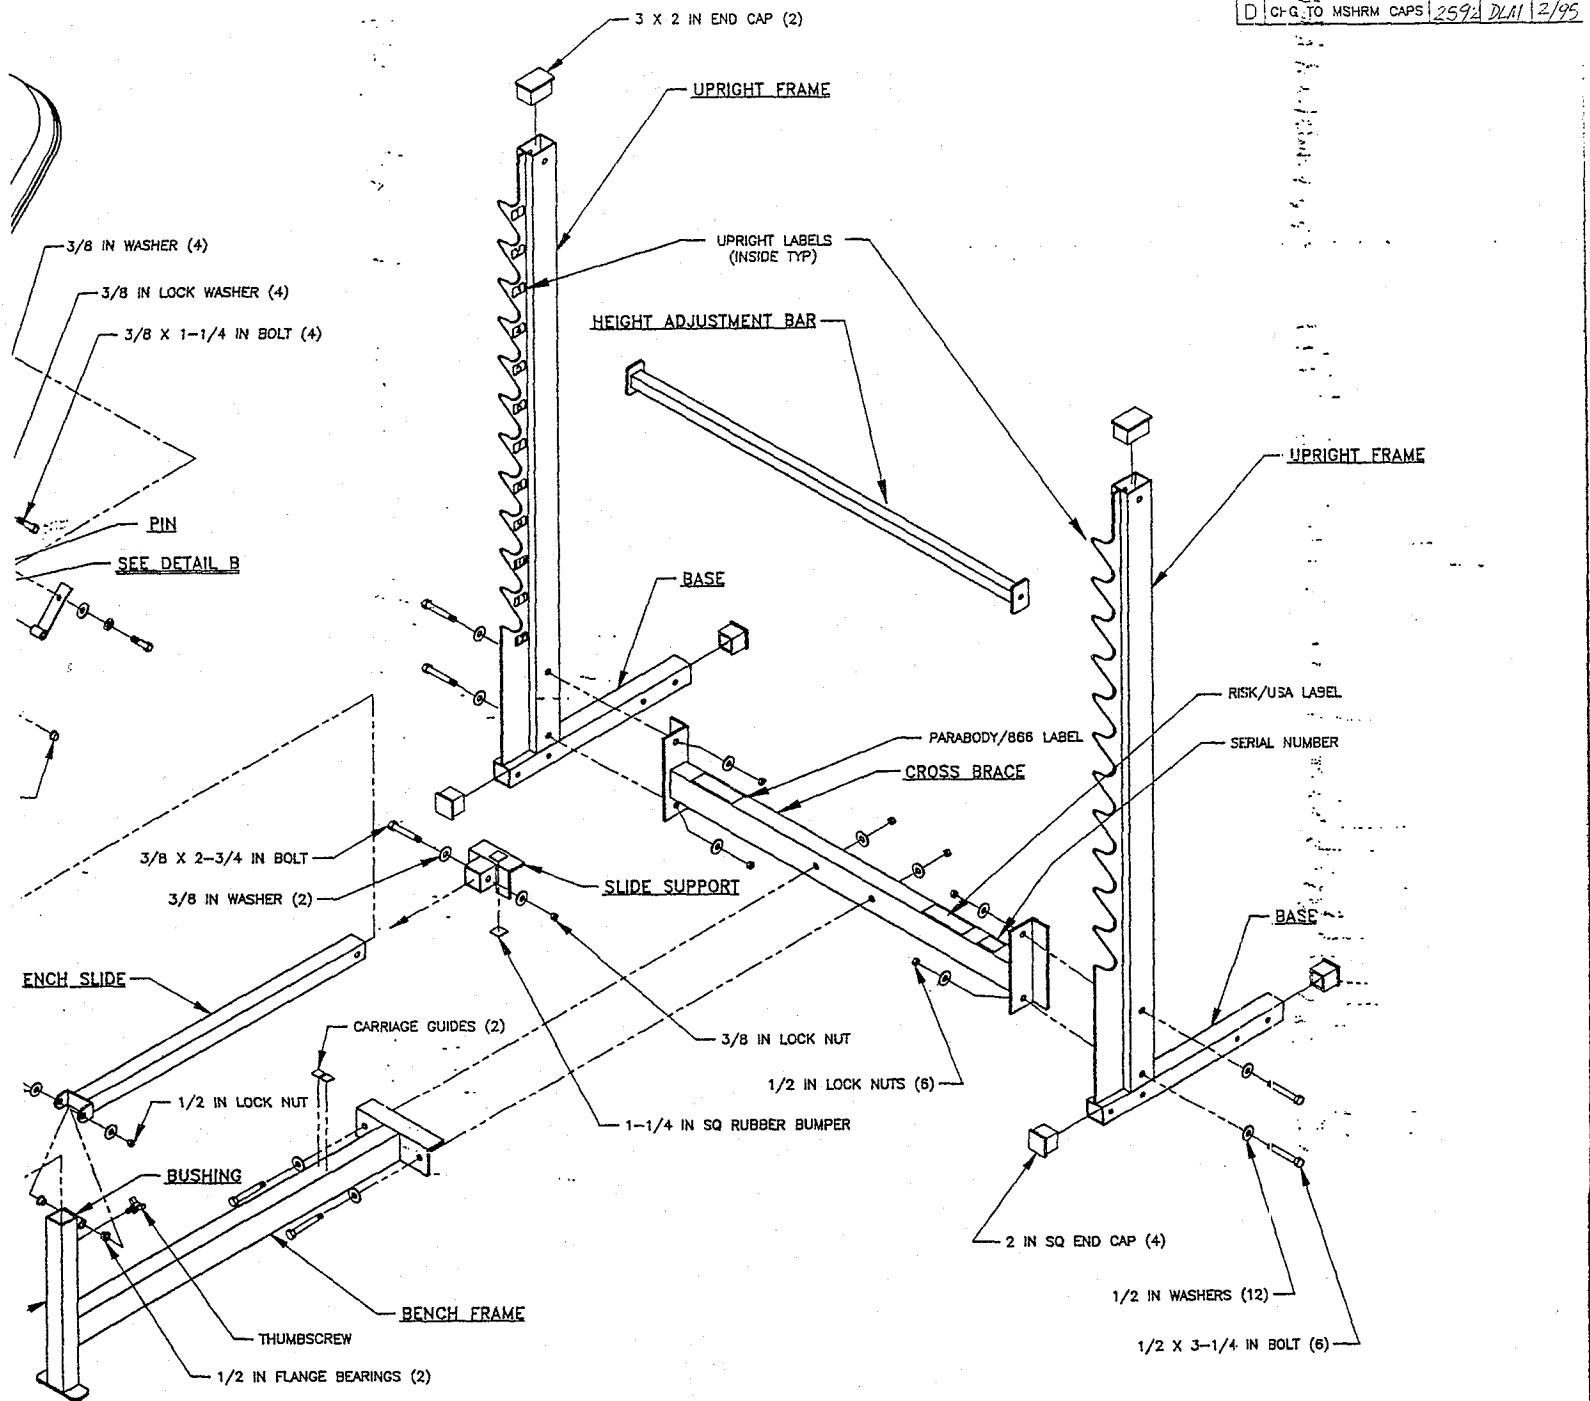 3 X 2 IN END CAP (2)
D CHG TO MSHRM CAPS 2592 DLM 2/95
UPRIGHT FRAME
3/8 IN WASHER (4)
UPRIGHT LABELS
(INSIDE TYP)
3/8 IN LOCK WASHER (4)
3/8 X 1-1/4 IN BOLT (4)
HEIGHT ADJUSTMENT BAR
UPRIGHT FRAME
PIN
SEE DETAIL B
BASE
RISK/USA LABEL
PARABODY/866 LABEL
SERIAL NUMBER
CROSS BRACE
3/8 X 2-3/4 IN BOLT
SLIDE SUPPORT
3/8 IN WASHER (2)
BASE
ENCH SLIDE
CARRIAGE GUIDES (2)
3/8 IN LOCK NUT
1/2 IN LOCK NUTS (6)
1/2 IN LOCK NUT
1-1/4 IN SQ RUBBER BUMPER
BUSHING
2 IN SQ END CAP (4)
1/2 IN WASHERS (12)
BENCH FRAME
THUMBSCREW
1/2 X 3-1/4 IN BOLT (6)
1/2 IN FLANGE BEARINGS (2)